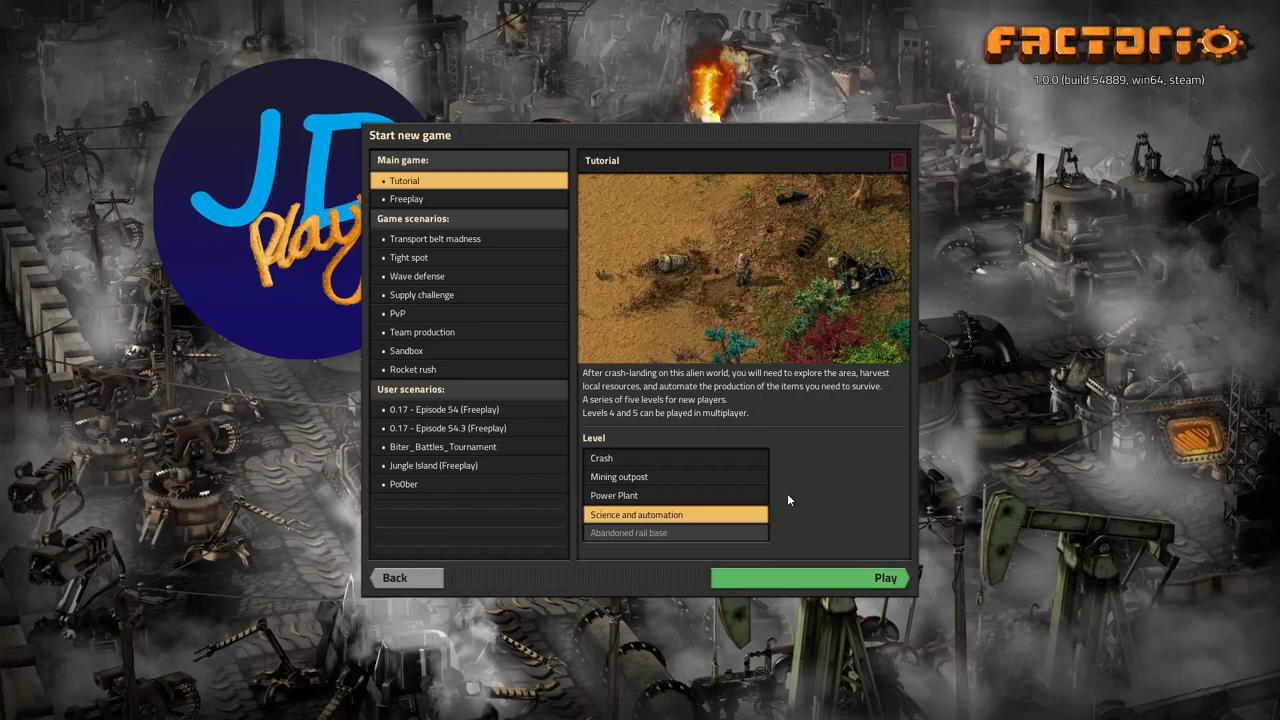 FACTORIO
1.0.0 (build 54889, win64, steam)
JD
Play
Start new game
Main game:
Tutorial
Freeplay
Game scenarios:
Transport belt madness
Tight spot
Wave defense
Supply challenge
PvP
Team production
Sandbox
Rocket rush
User scenarios:
0.17 - Episode 54 (Freeplay)
0.17 - Episode 54.3 (Freeplay)
Biter_Battles_Tournament
Jungle Island (Freeplay)
Po0ber
Tutorial
After crash-landing on this alien world, you will need to explore the area, harvest
local resources, and automate the production of the items you need to survive.
A series of five levels for new players.
Levels 4 and 5 can be played in multiplayer.
Level
Crash
Mining outpost
Power Plant
Science and automation
Abandoned rail base
Back
Play